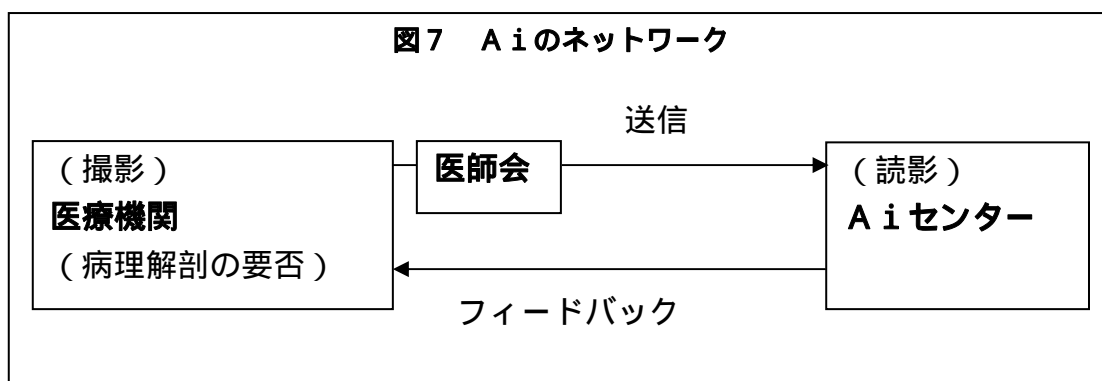 図７　Ａｉのネットワーク
送信
（撮影）
医療機関
（病理解剖の要否）
医師会
（読影）
Ａｉセンター
フィードバック